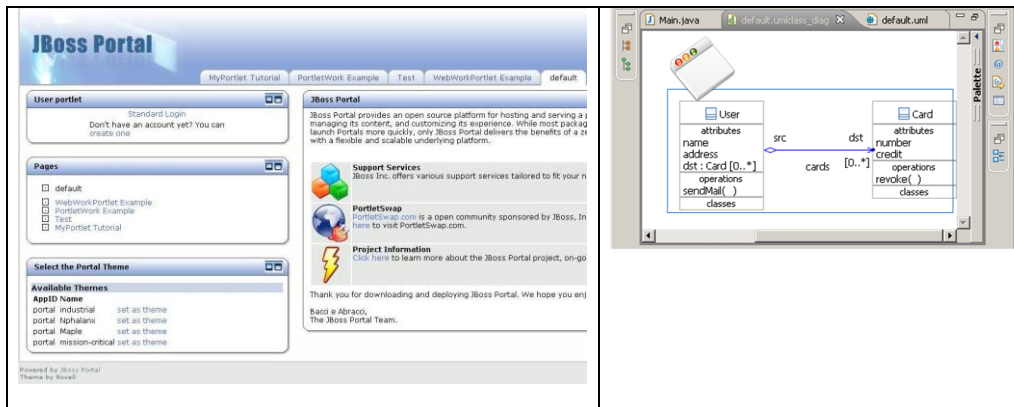 JBoss Portal
MyPortlet Tutorial
PortletWork Example
Test
WebWorkPortlet Example
default
User portlet
Standard Login
Don't have an account yet? You can
create one
Pages
default
WebWorkPortlet Example
PortletWork Example
Test
MyPortlet Tutorial
Select the Portal Theme
Available Themes
AppID Name
portal industrial set as theme
portal Nphalanx set as theme
portal Maple set as theme
portal mission-critical set as theme
Powered by JBoss Portal
Theme by Novell
JBoss Portal
JBoss Portal provides an open source platform for hosting and serving a
managing its content, and customizing its experience. While most packag
launch Portals more quickly, only JBoss Portal delivers the benefits of a ze
with a flexible and scalable underlying platform.
Support Services
JBoss Inc. offers various support services tailored to fit your n
PortletSwap
PortletSwap.com is a open community sponsored by JBoss, In
here to visit PortletSwap.com.
Project Information
Click here to learn more about the JBoss Portal project, on-go
Thank you for downloading and deploying JBoss Portal. We hope you enj
Bacci e Abracci,
The JBoss Portal Team.
Main.java
default.umlclass_diag
default.uml
Palette
User
attributes
name
address
dst : Card [0..*]
operations
sendMail( )
classes
src
dst
cards
[0..*]
Card
attributes
number
credit
operations
revoke( )
classes